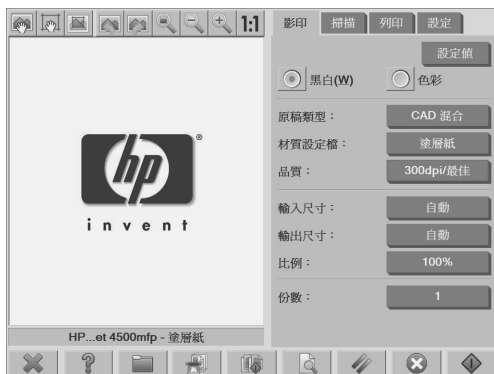 1:1
影印 掃描 列印 設定
設定值
黑白(W) 色彩
原稿類型： CAD 混合
材質設定檔： 塗層紙
品質： 300dpi/最佳
hp ®
invent
輸入尺寸： 自動
輸出尺寸： 自動
比例： 100%
份數： 1
HP...et 4500mfp - 塗層紙